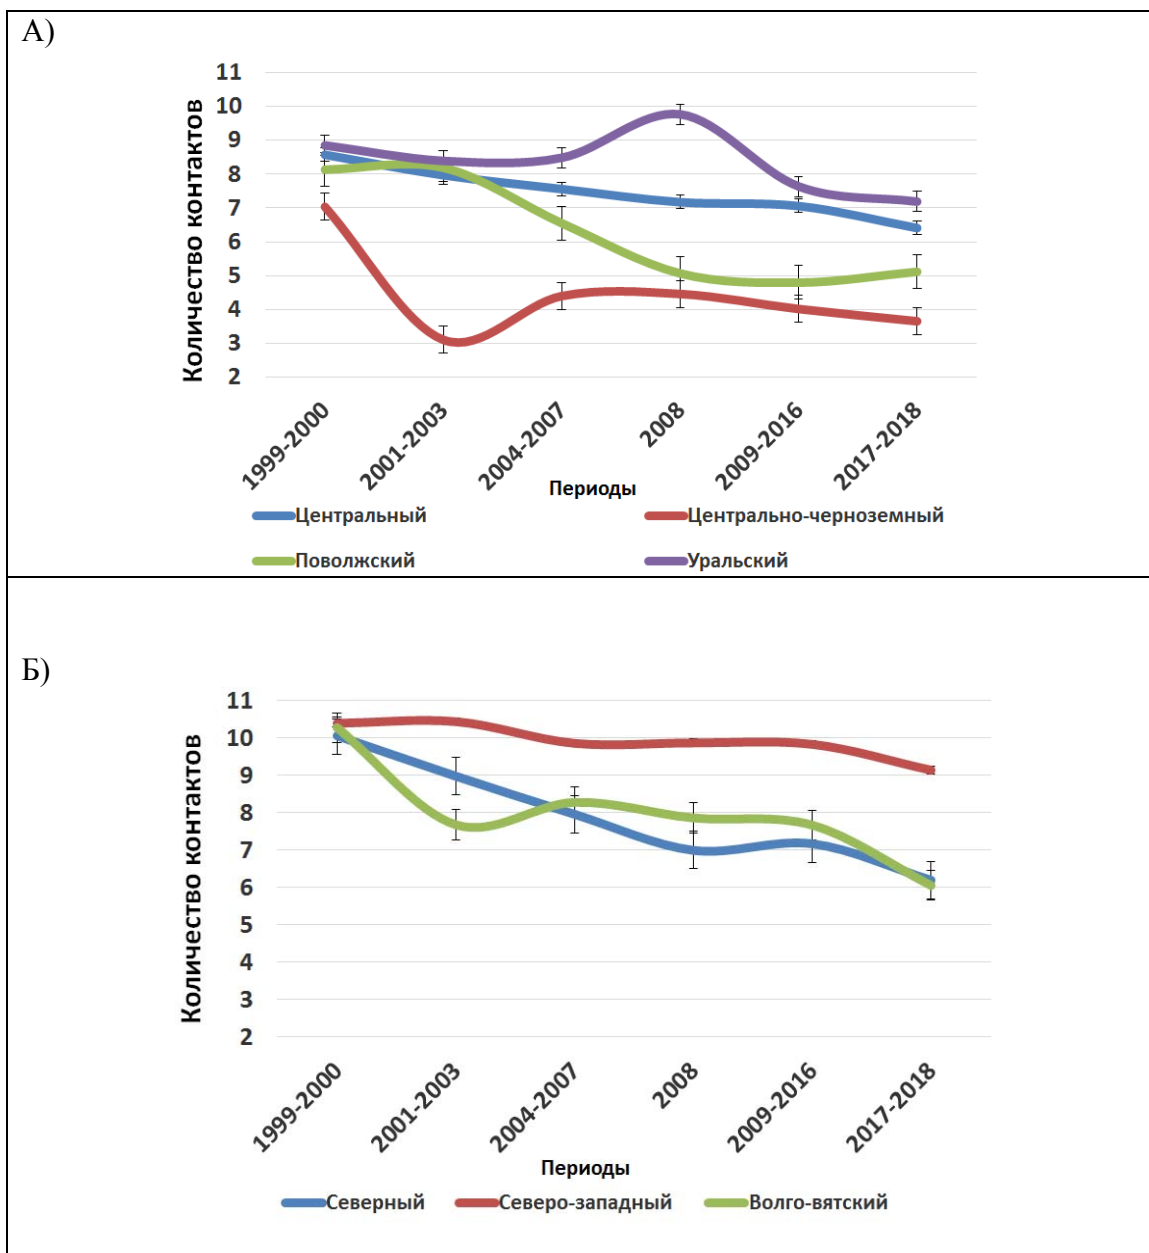 А)
Количество контактов
11
10
9
8
7
6
5
4
3
2
1999-2000
2001-2003
2004-2007
2008
2009-2016
2017-2018
Периоды
Центральный
Центрально-черноземный
Поволжский
Уральский
Б)
Количество контактов
11
10
9
8
7
6
5
4
3
2
1999-2000
2001-2003
2004-2007
2008
2009-2016
2017-2018
Периоды
Северный
Северо-западный
Волго-вятский